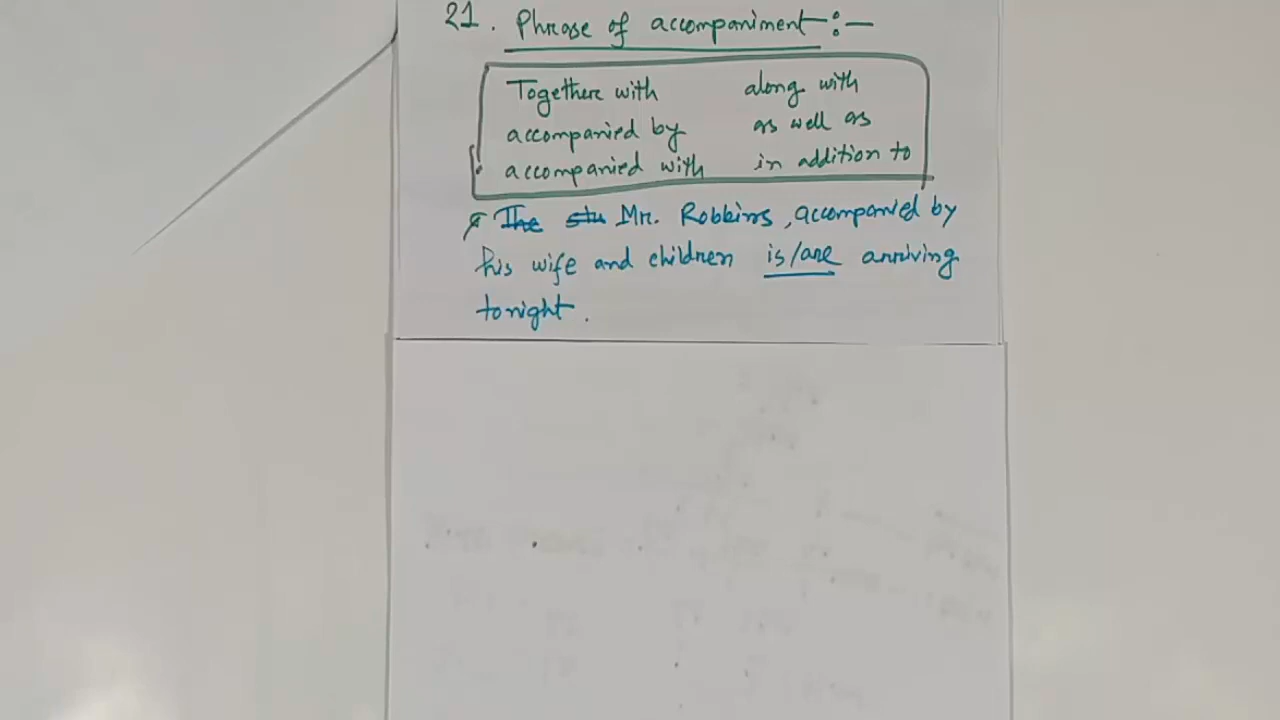 21. Phrase of accompaniment :—
Together with along with
accompanied by as well as
accompanied with in addition to
The stu Mr. Robbins, accompanied by
his wife and children is/are arriving
tonight.